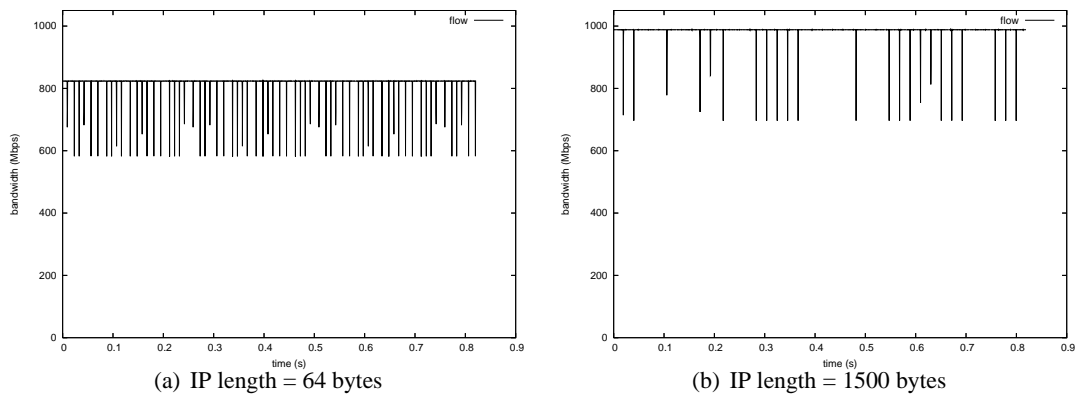 1000
800
600
400
200
0
bandwidth (Mbps)
flow
0 0.1 0.2 0.3 0.4 0.5 0.6 0.7 0.8 0.9
time (s)
(a) IP length = 64 bytes
1000
800
600
400
200
0
bandwidth (Mbps)
flow
0 0.1 0.2 0.3 0.4 0.5 0.6 0.7 0.8 0.9
time (s)
(b) IP length = 1500 bytes